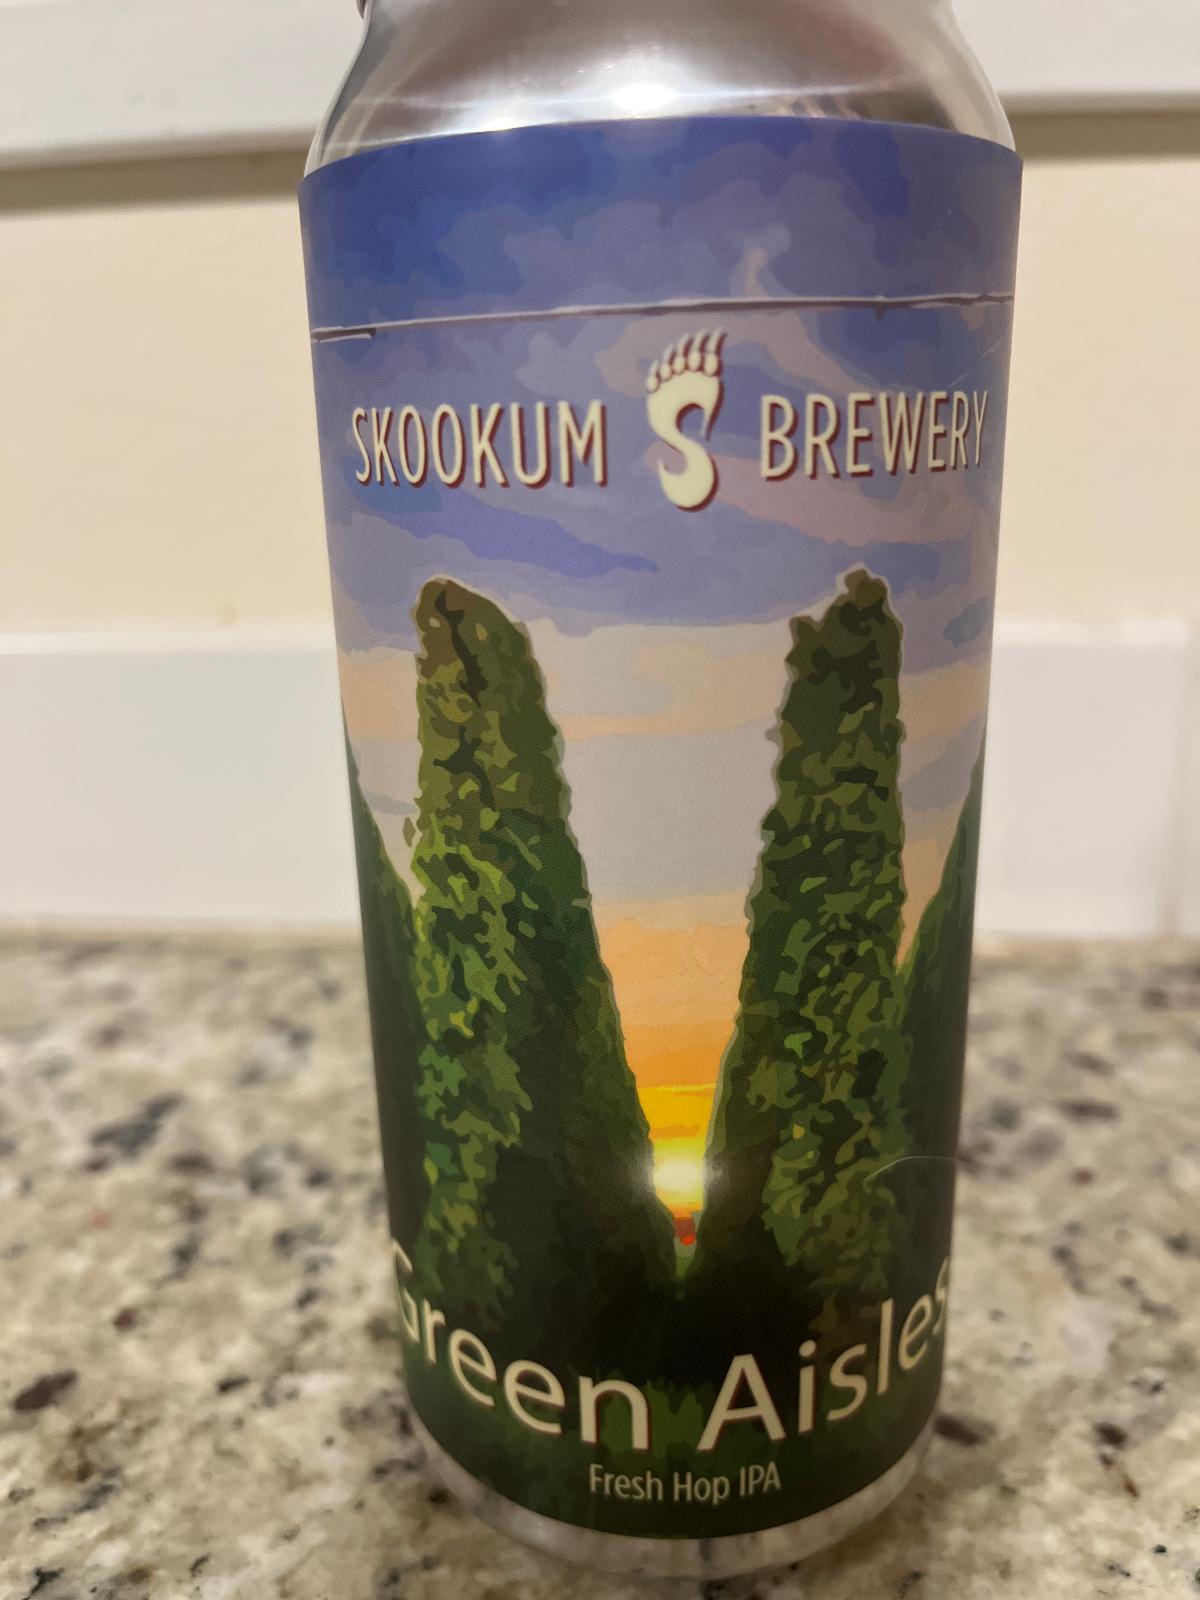 SKOOKUM S BREWERY
Green Aisles
Fresh Hop IPA